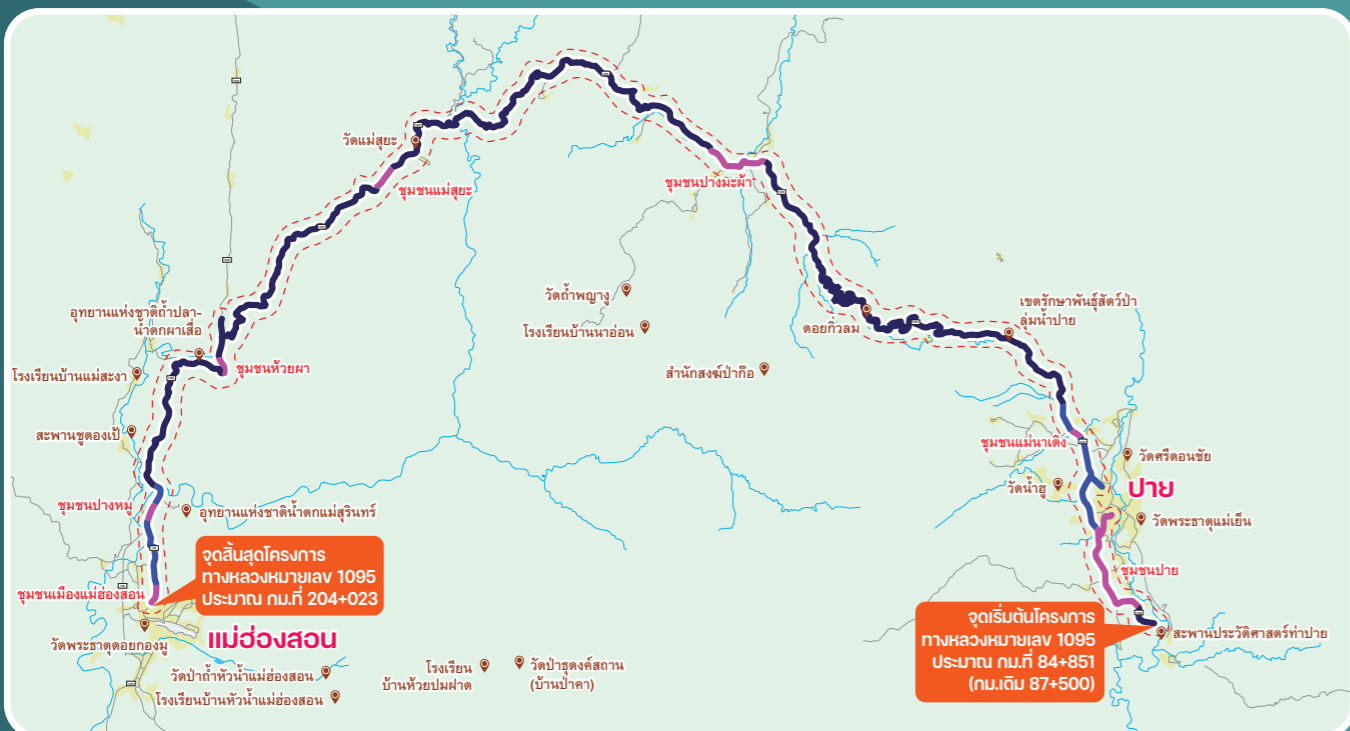 วัดแม่สุยะ
ชุมชนแม่สุยะ
ชุมชนปางมะผ้า
อุทยานแห่งชาติถ้ำปลา-
น้ำตกผาเสื่อ
วัดถ้ำพญางู
โรงเรียนบ้านนาอ่อน
ดอยกิ่วลม
เขตรักษาพันธุ์สัตว์ป่า
ลุ่มน้ำปาย
โรงเรียนบ้านแม่สะงา
ชุมชนห้วยผา
สำนักสงฆ์ป่าก๊อ
สะพานซูตองเป้
ชุมชนแม่นาเติง
วัดศรีดอนชัย
วัดน้ำฮู
ปาย
ชุมชนปางหมู
อุทยานแห่งชาติน้ำตกแม่สุรินทร์
วัดพระธาตุแม่เย็น
จุดสิ้นสุดโครงการ
ทางหลวงหมายเลข 1095
ประมาณ กม.ที่ 204+023
ชุมชนปาย
ชุมชนเมืองแม่ฮ่องสอน
จุดเริ่มต้นโครงการ
ทางหลวงหมายเลข 1095
ประมาณ กม.ที่ 84+851
(กม.เดิม 87+500)
สะพานประวัติศาสตร์ท่าปาย
วัดพระธาตุดอยกองมู
แม่ฮ่องสอน
วัดป่าถ้ำหัวน้ำแม่ฮ่องสอน
โรงเรียน
บ้านห้วยปมฝาด
วัดป่าธุดงค์สถาน
(บ้านป่าคา)
โรงเรียนบ้านหัวน้ำแม่ฮ่องสอน